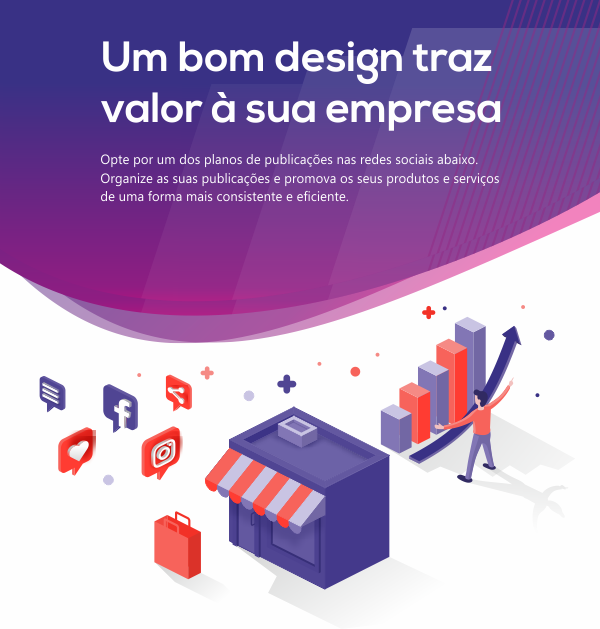 Um bom design traz
valor à sua empresa
Opte por um dos planos de publicações nas redes sociais abaixo.
Organize as suas publicações e promova os seus produtos e serviços
de uma forma mais consistente e eficiente.